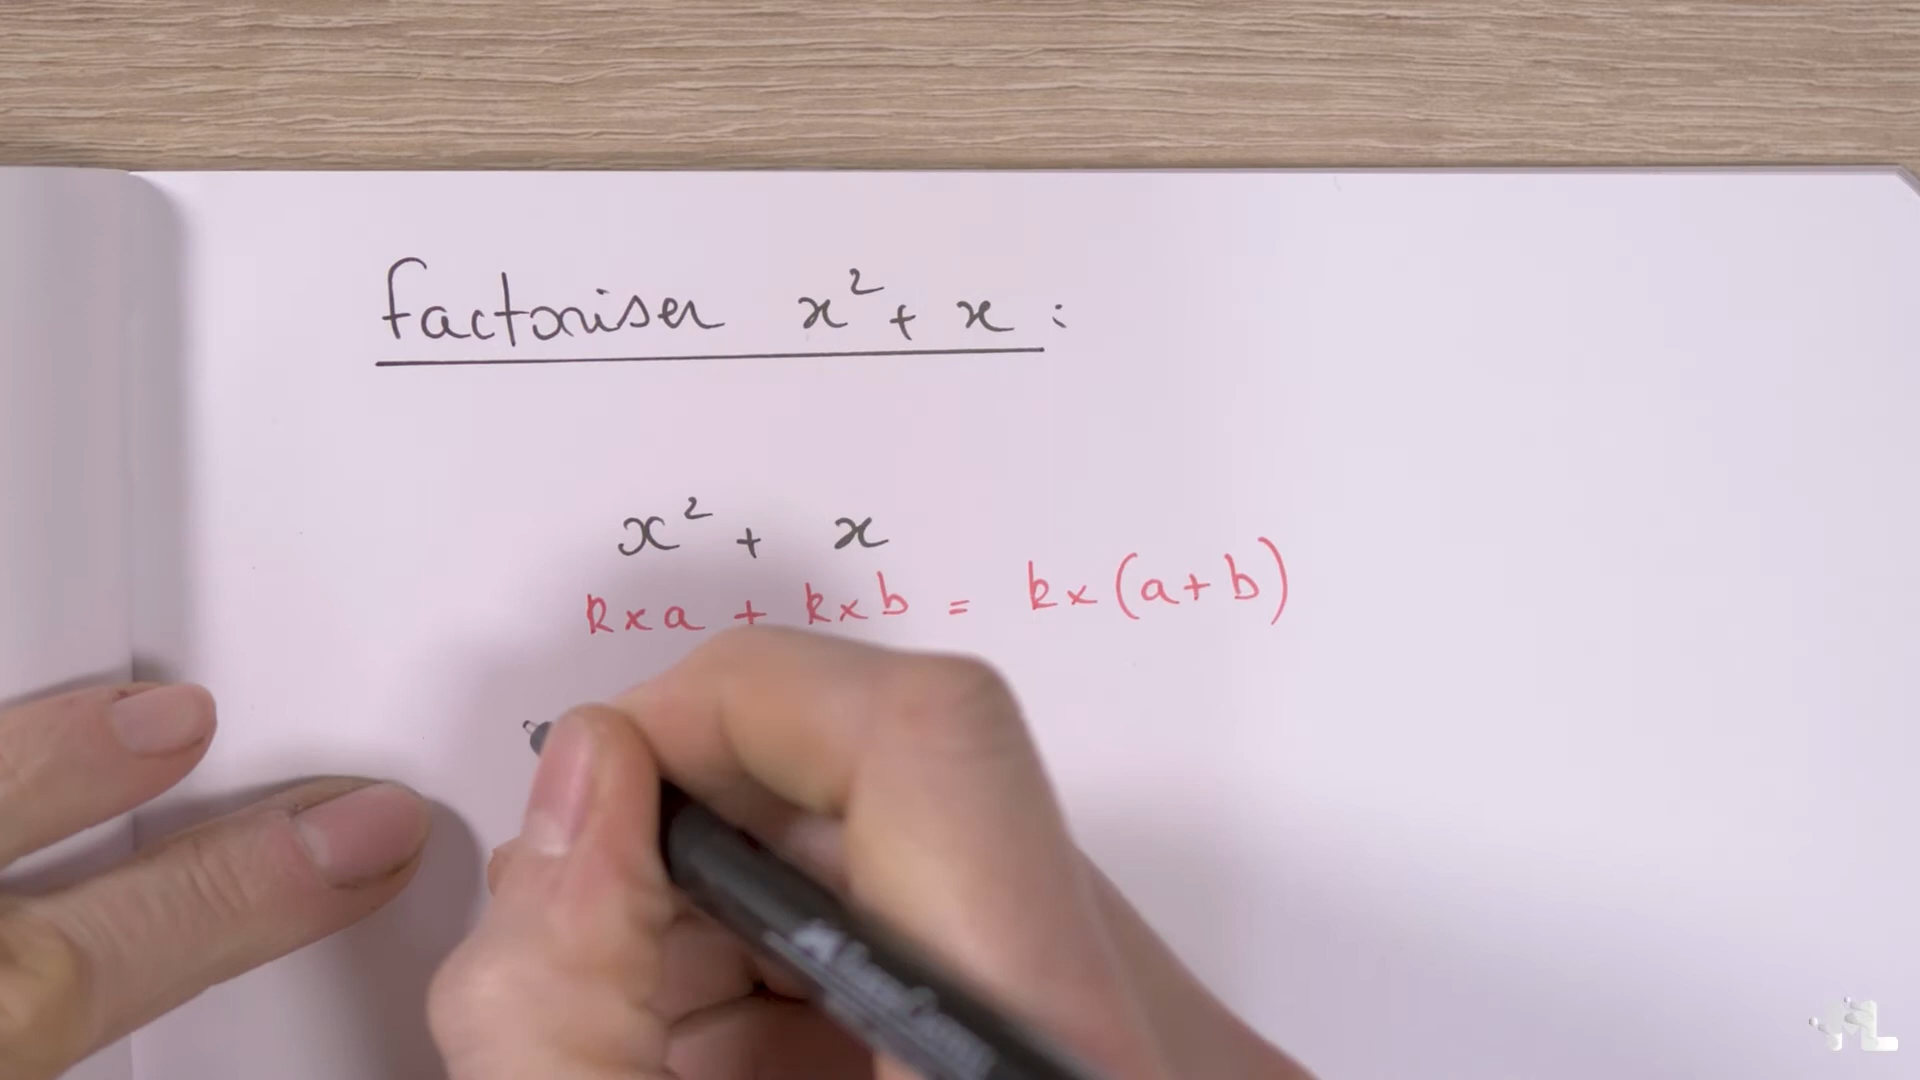 factoriser x² + x :
x² + x
k×a + k×b = k×(a+b)